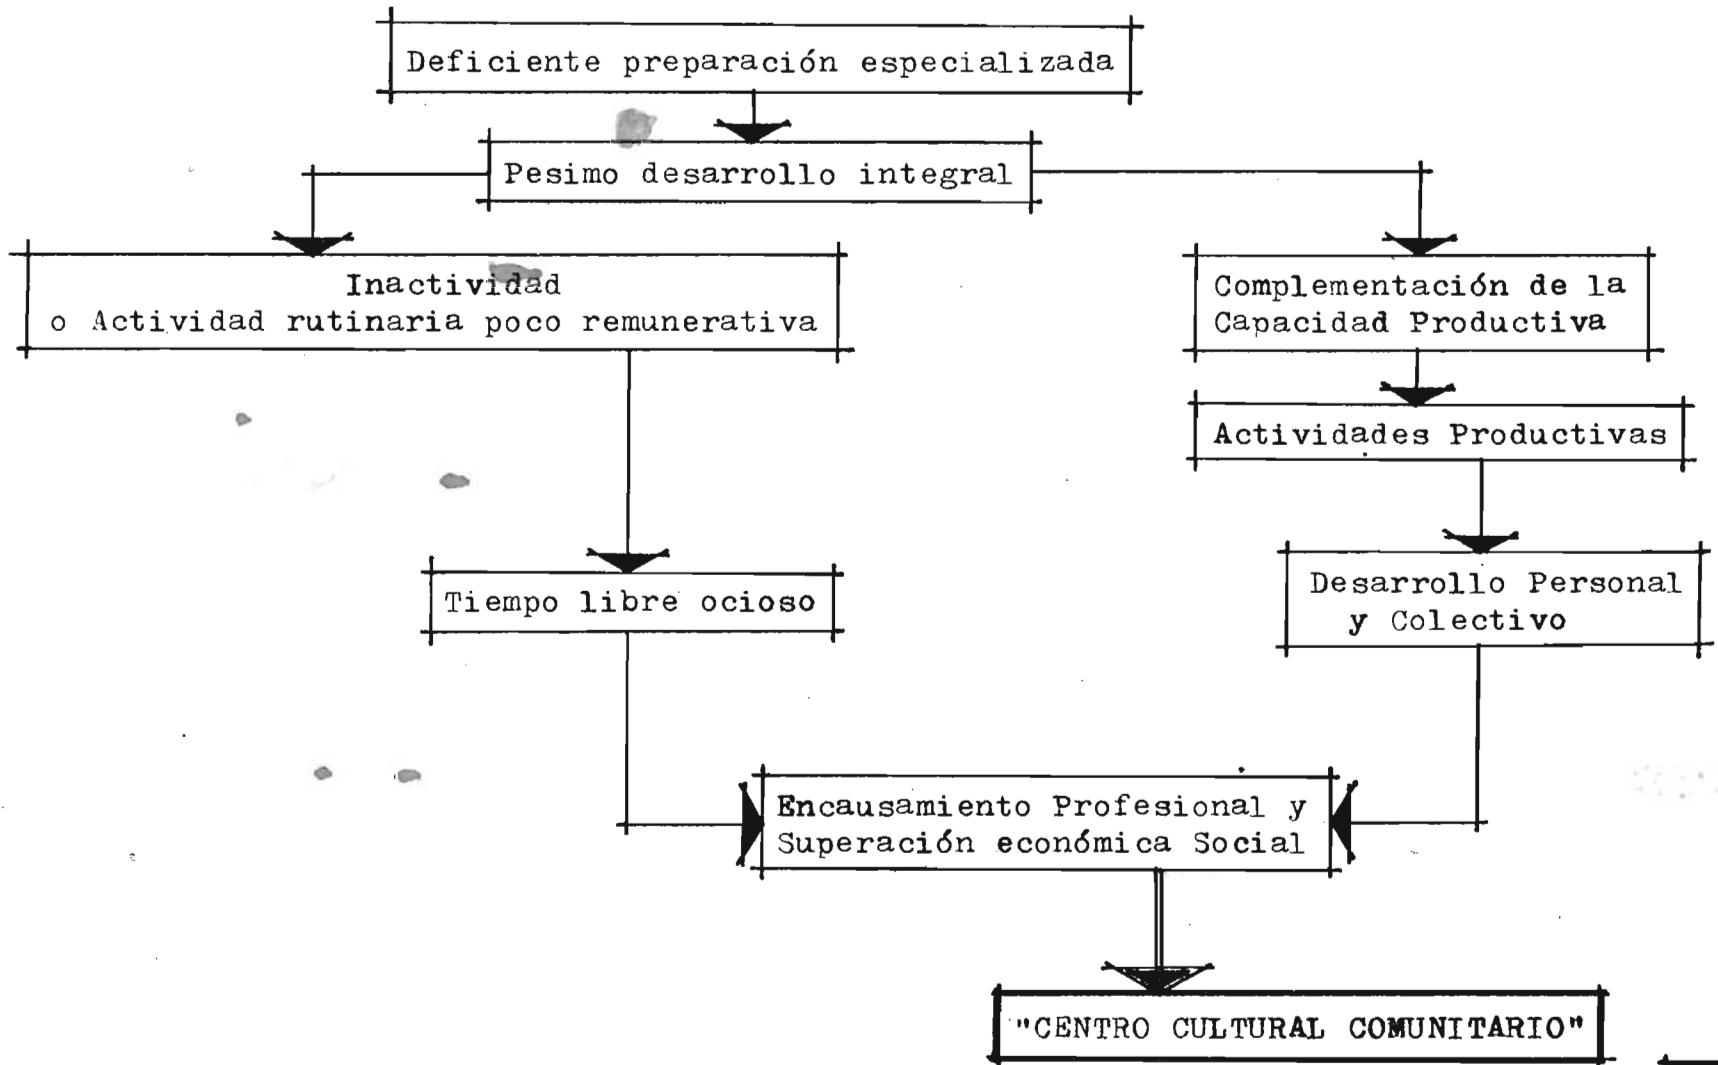 Deficiente preparación especializada
Pesimo desarrollo integral
Inactividad
o Actividad rutinaria poco remunerativa
Complementación de la
Capacidad Productiva
Actividades Productivas
Tiempo libre ocioso
Desarrollo Personal
y Colectivo
Encausamiento Profesional y
Superación económica Social
"CENTRO CULTURAL COMUNITARIO"